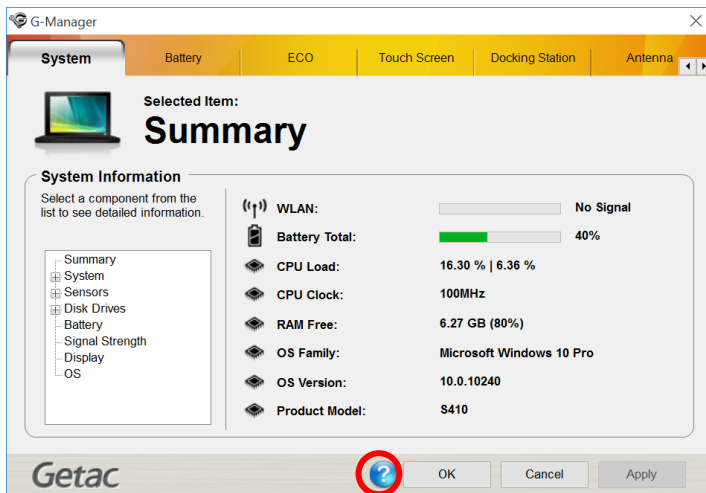 G-Manager
System Battery ECO Touch Screen Docking Station Antenna
Selected Item:
Summary
System Information
Select a component from the
list to see detailed information.
Summary
System
Sensors
Disk Drives
Battery
Signal Strength
Display
OS
WLAN: No Signal
Battery Total: 40%
CPU Load: 16.30 % | 6.36 %
CPU Clock: 100MHz
RAM Free: 6.27 GB (80%)
OS Family: Microsoft Windows 10 Pro
OS Version: 10.0.10240
Product Model: S410
Getac ? OK Cancel Apply